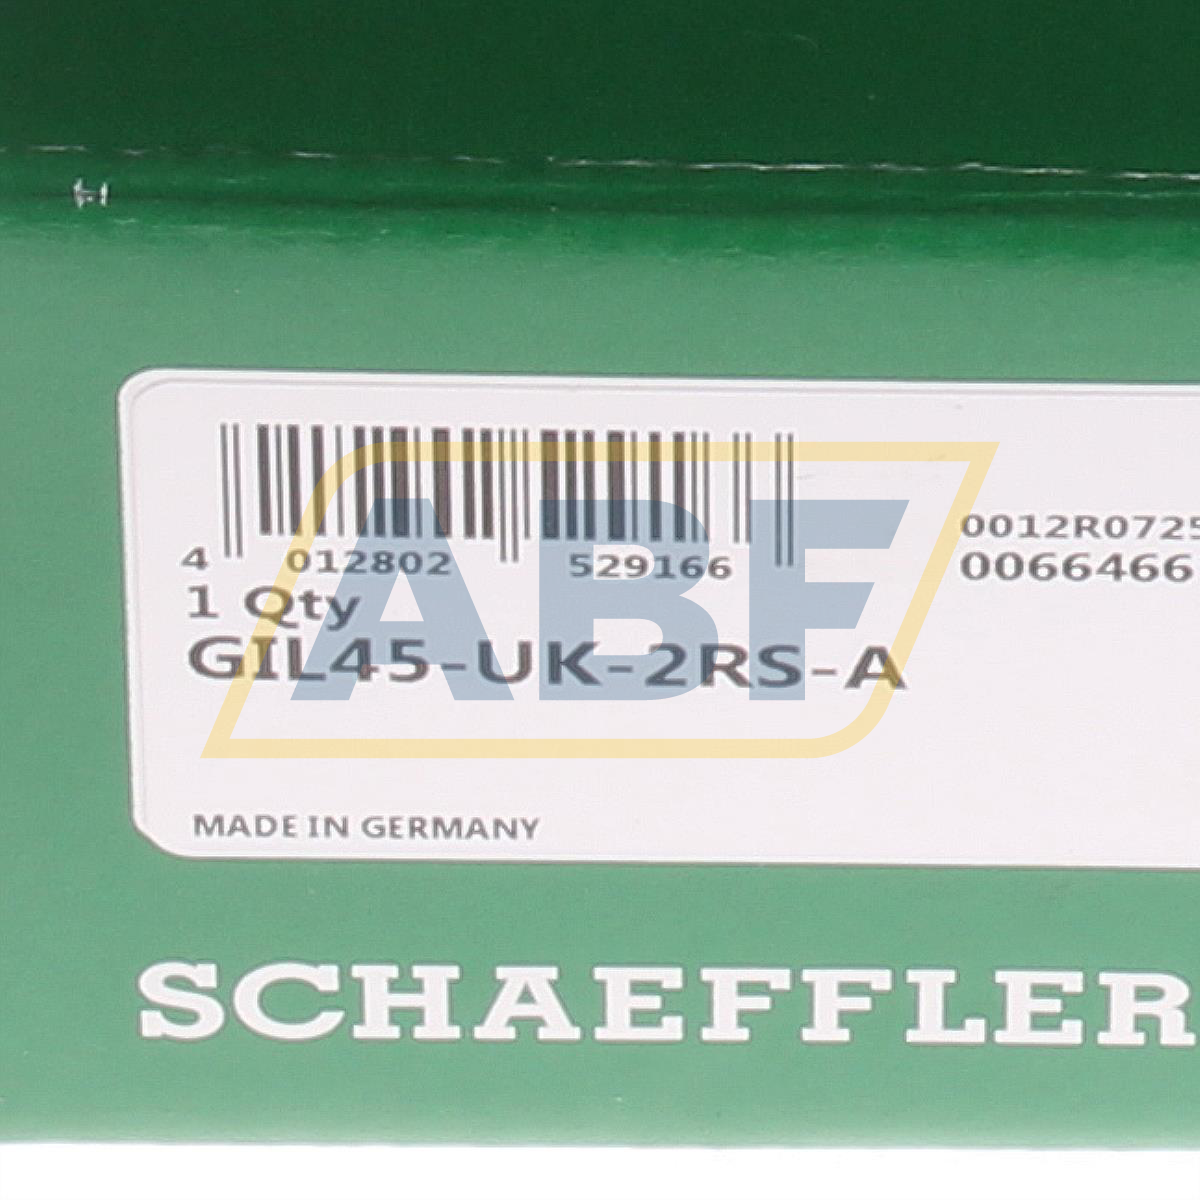 0012R0725
4 012802 529166
0066466
1 Qty
GIL45-UK-2RS-A
ABF
MADE IN GERMANY
SCHAEFFLER